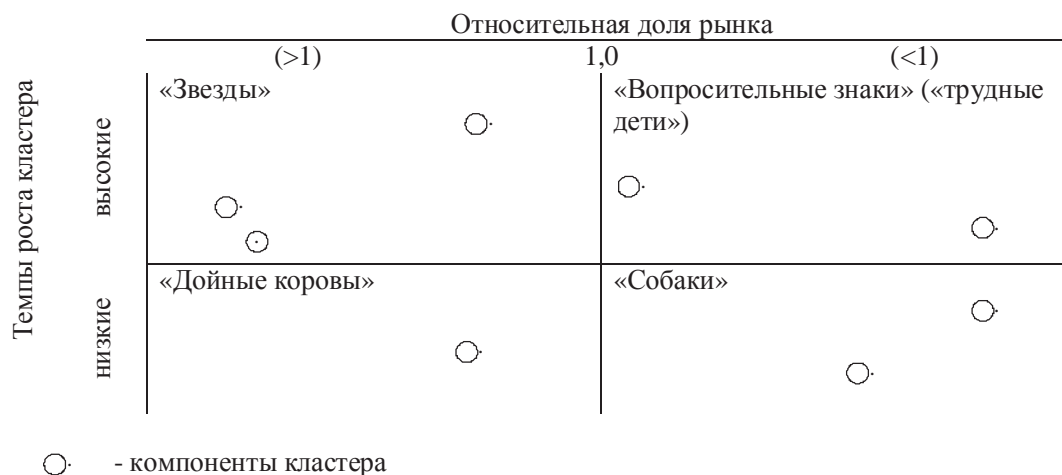 Относительная доля рынка
(>1) 1,0 (<1)
Темпы роста кластера
высокие
«Звезды»
«Вопросительные знаки» («трудные
дети»)
низкие
«Дойные коровы»
«Собаки»
- компоненты кластера